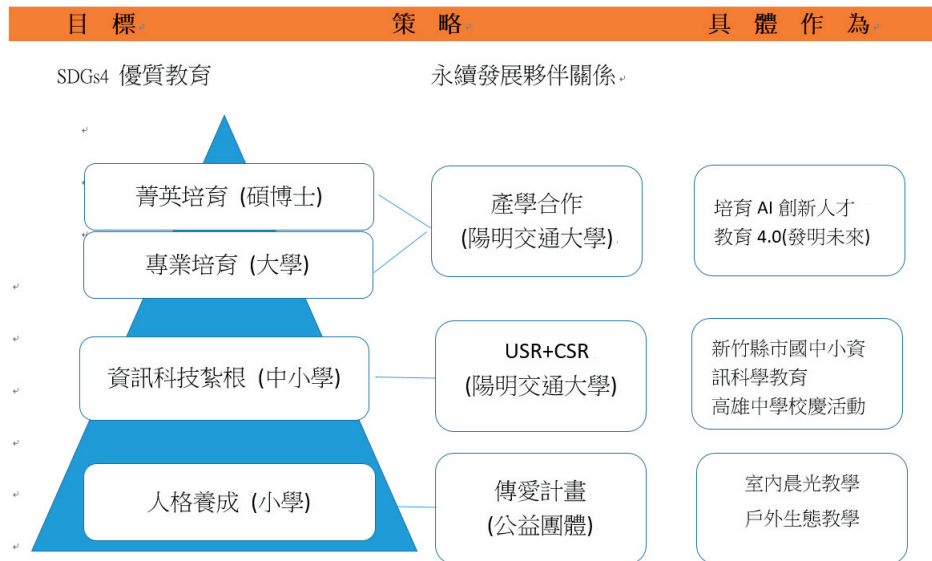 目 標
策 略
具 體 作 為
SDGs4 優質教育
永續發展夥伴關係
菁英培育 (碩博士)
專業培育 (大學)
產學合作
(陽明交通大學)
培育 AI 創新人才
教育 4.0(發明未來)
資訊科技紮根 (中小學)
USR+CSR
(陽明交通大學)
新竹縣市國中小資
訊科學教育
高雄中學校慶活動
人格養成 (小學)
傳愛計畫
(公益團體)
室內晨光教學
戶外生態教學